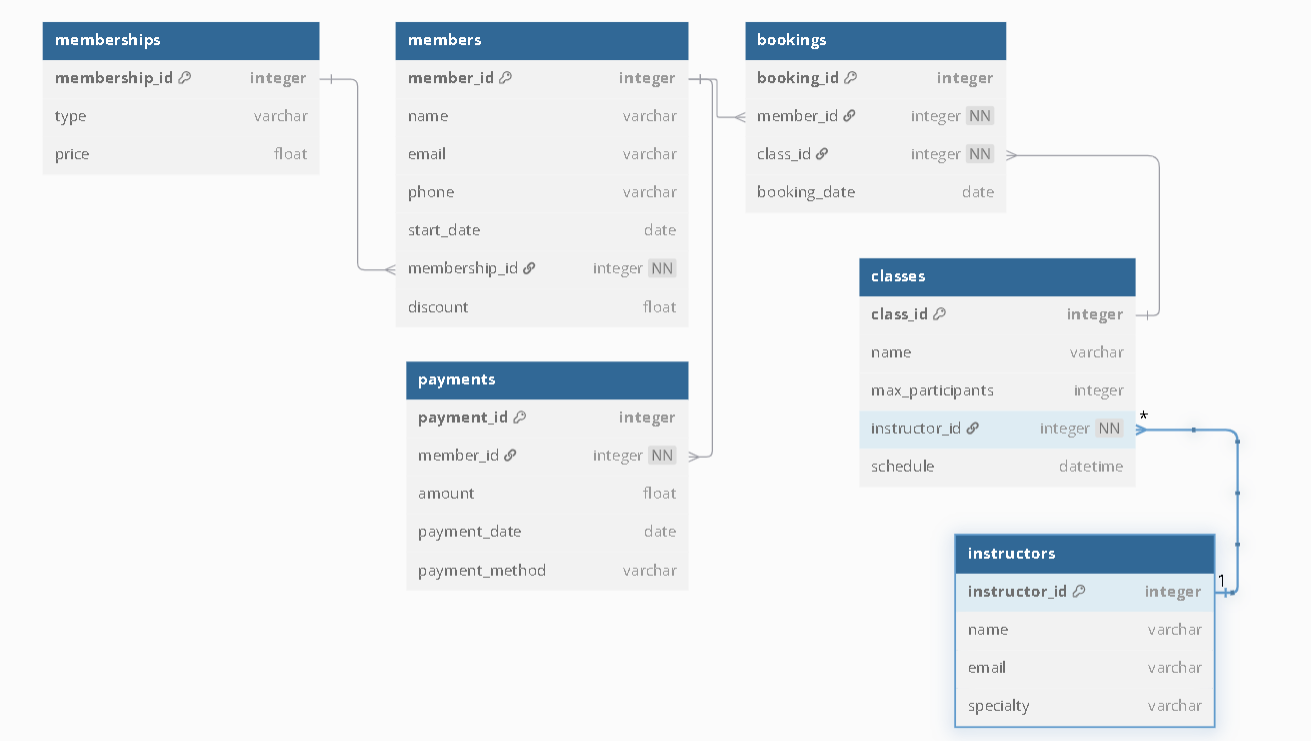 memberships
membership_id integer
type varchar
price float
members
member_id integer
name varchar
email varchar
phone varchar
start_date date
membership_id integer NN
discount float
bookings
booking_id integer
member_id integer NN
class_id integer NN
booking_date date
payments
payment_id integer
member_id integer NN
amount float
payment_date date
payment_method varchar
classes
class_id integer
name varchar
max_participants integer
instructor_id integer NN
schedule datetime
*
1
instructors
instructor_id integer
name varchar
email varchar
specialty varchar